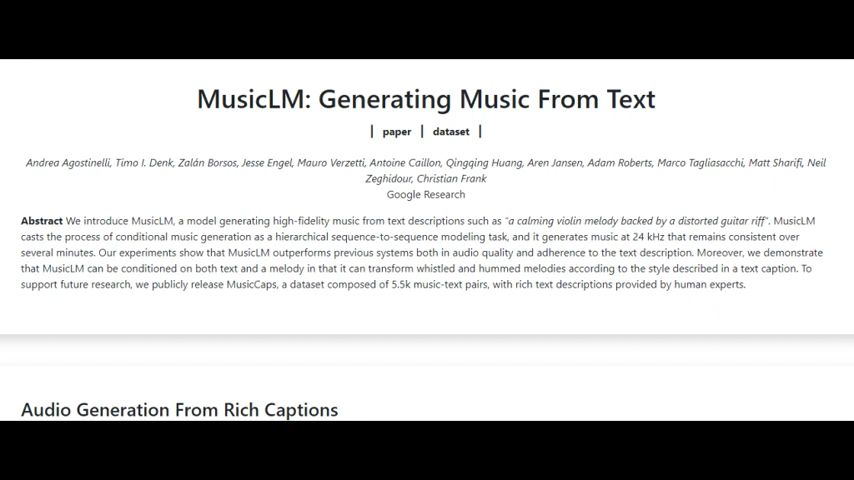 MusicLM: Generating Music From Text
| paper | dataset |
Andrea Agostinelli, Timo I. Denk, Zalán Borsos, Jesse Engel, Mauro Verzetti, Antoine Caillon, Qingqing Huang, Aren Jansen, Adam Roberts, Marco Tagliasacchi, Matt Sharifi, Neil
Zeghidour, Christian Frank
Google Research
Abstract We introduce MusicLM, a model generating high-fidelity music from text descriptions such as "a calming violin melody backed by a distorted guitar riff". MusicLM
casts the process of conditional music generation as a hierarchical sequence-to-sequence modeling task, and it generates music at 24 kHz that remains consistent over
several minutes. Our experiments show that MusicLM outperforms previous systems both in audio quality and adherence to the text description. Moreover, we demonstrate
that MusicLM can be conditioned on both text and a melody in that it can transform whistled and hummed melodies according to the style described in a text caption. To
support future research, we publicly release MusicCaps, a dataset composed of 5.5k music-text pairs, with rich text descriptions provided by human experts.
Audio Generation From Rich Captions